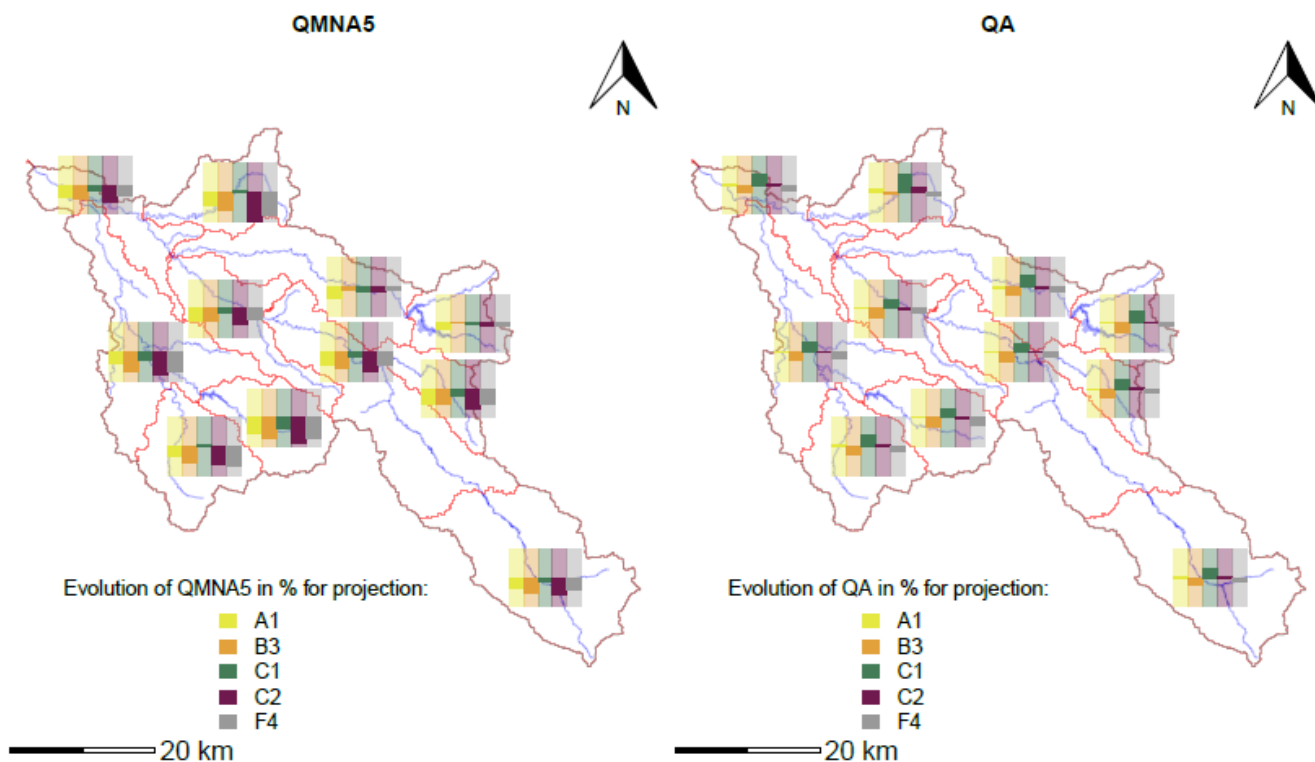 QMNA5
N
Evolution of QMNA5 in % for projection:
A1
B3
C1
C2
F4
20 km
QA
N
Evolution of QA in % for projection:
A1
B3
C1
C2
F4
20 km